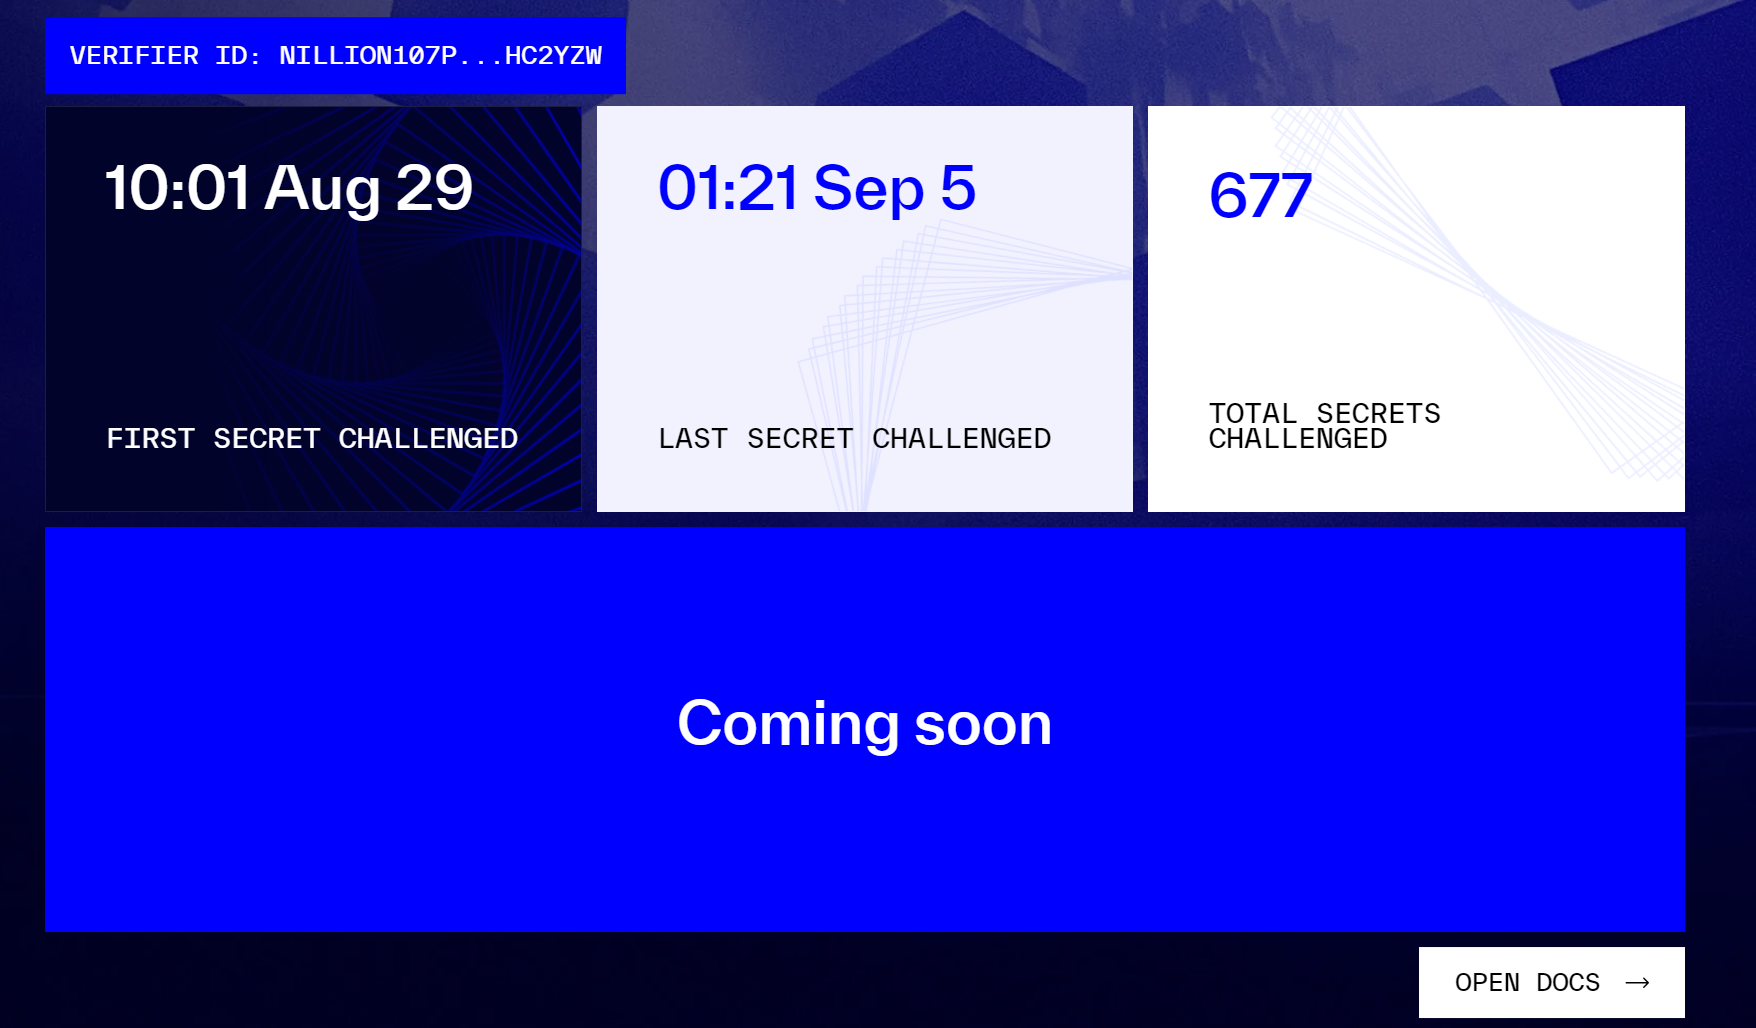 VERIFIER ID: NILLION107P...HC2YZW
10:01 Aug 29
FIRST SECRET CHALLENGED
01:21 Sep 5
LAST SECRET CHALLENGED
677
TOTAL SECRETS
CHALLENGED
Coming soon
OPEN DOCS →